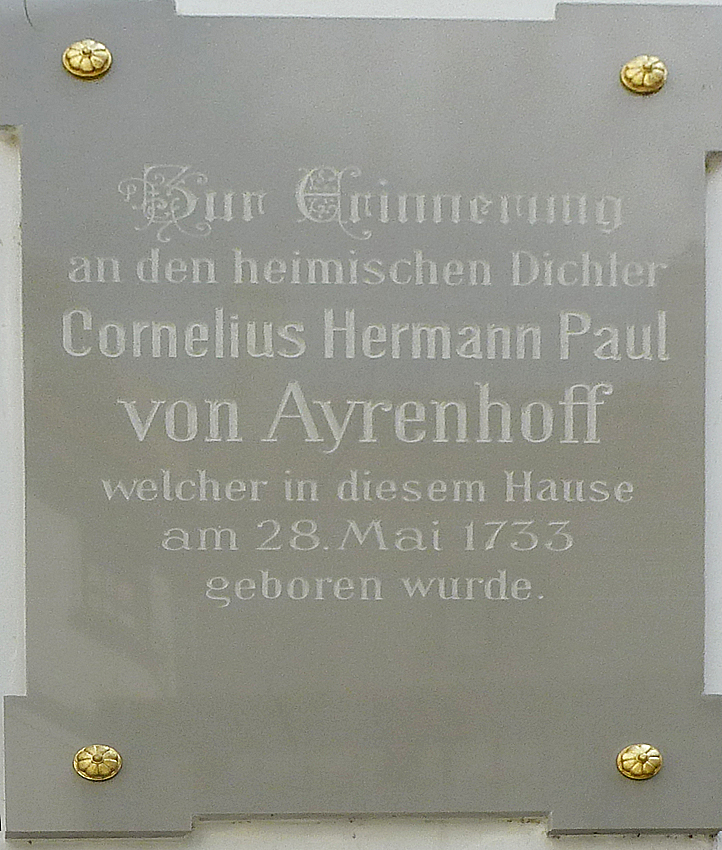 Zur Erinnerung
an den heimischen Dichter
Cornelius Hermann Paul
von Ayrenhoff
welcher in diesem Hause
am 28. Mai 1733
geboren wurde.